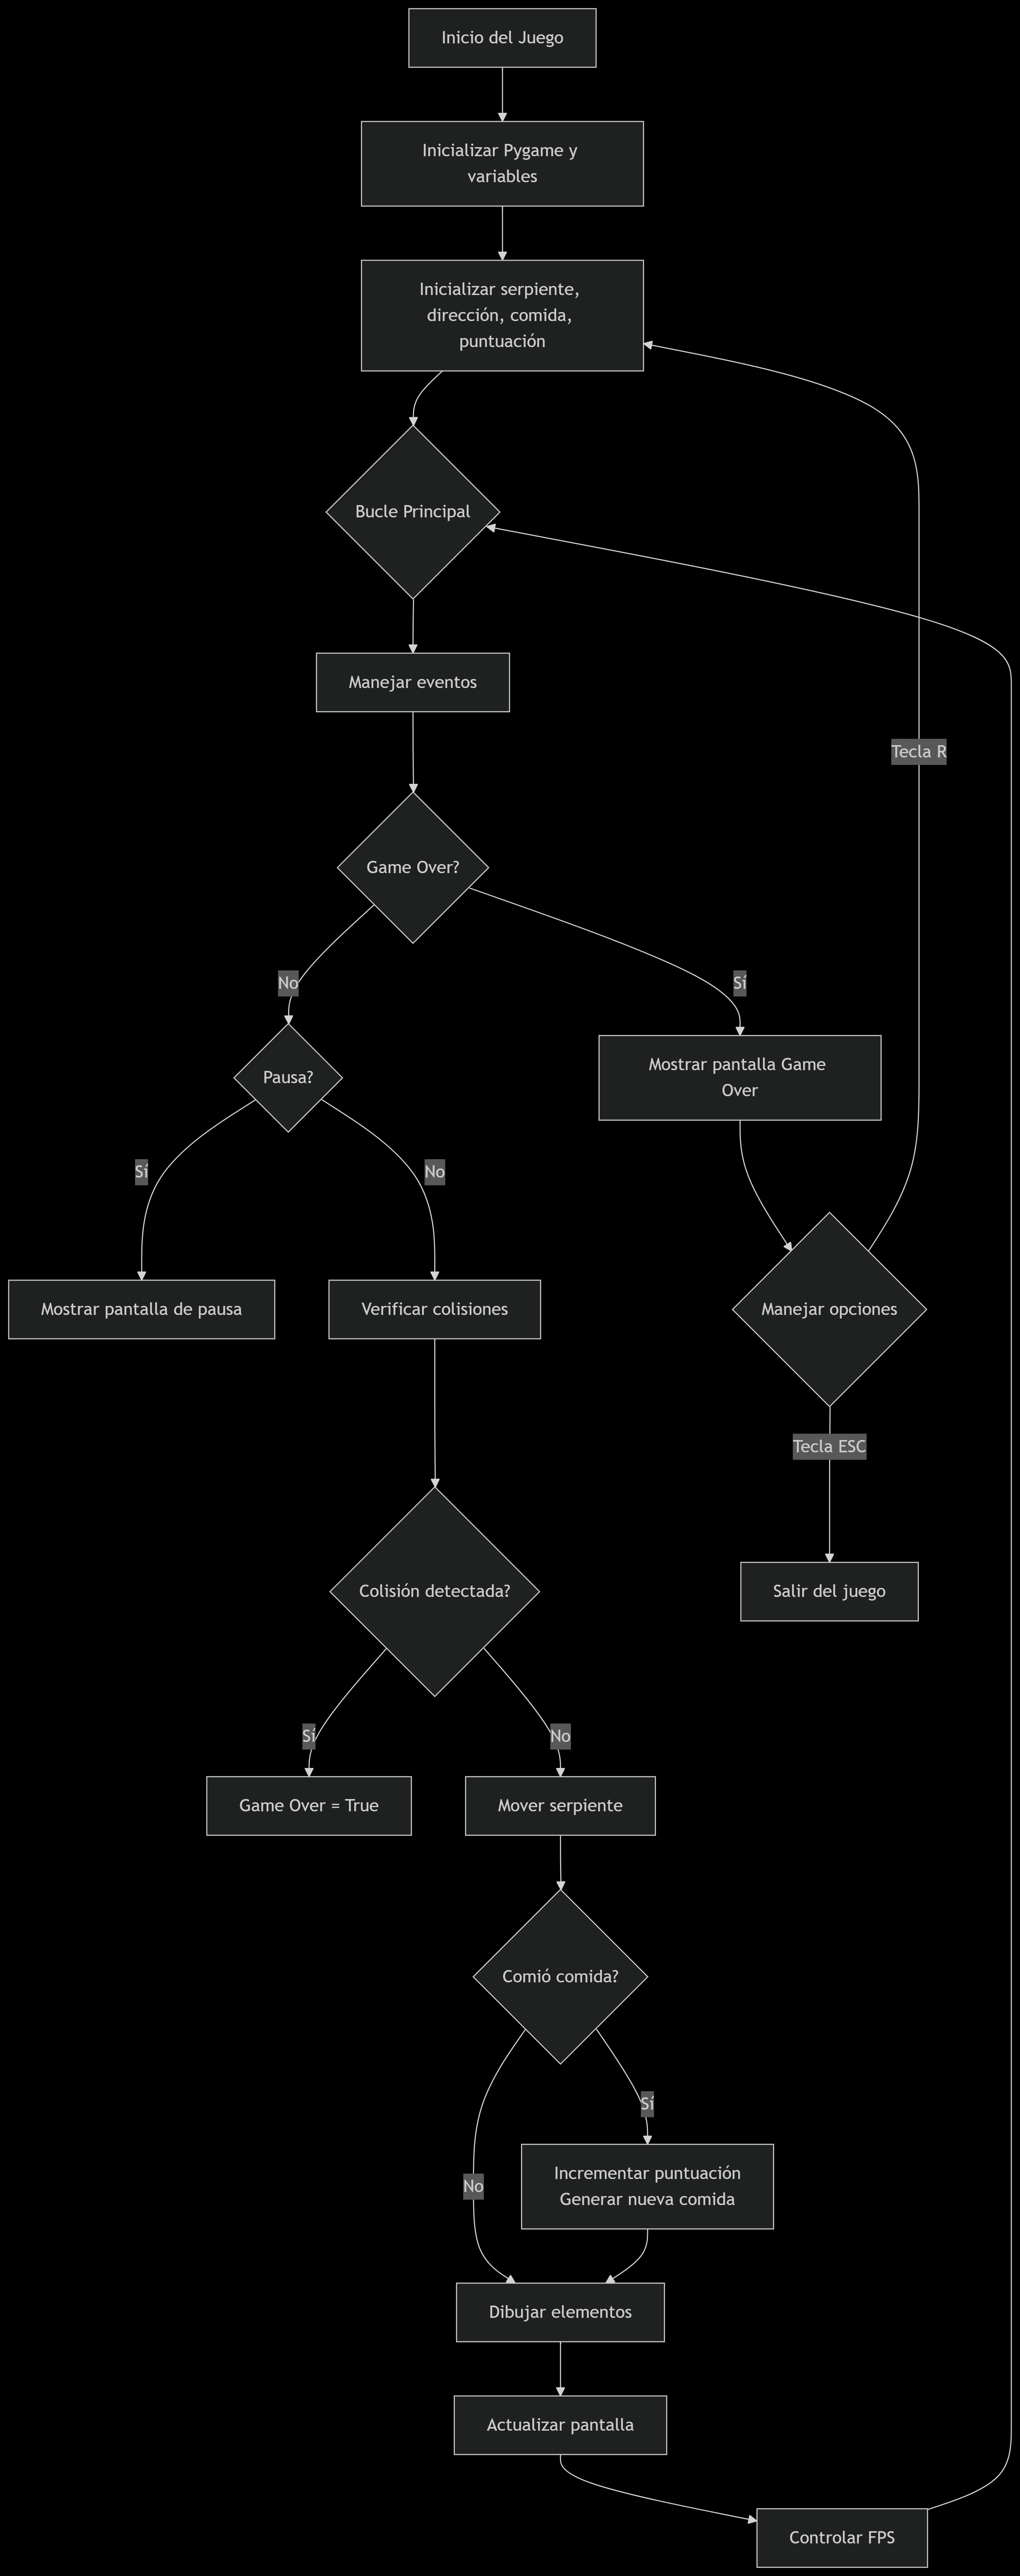 Inicio del Juego
Inicializar Pygame y
variables
Inicializar serpiente,
dirección, comida,
puntuación
Bucle Principal
Manejar eventos
Tecla R
Game Over?
No
Sí
Pausa?
Mostrar pantalla Game
Over
Sí
No
Mostrar pantalla de pausa
Verificar colisiones
Manejar opciones
Tecla ESC
Colisión detectada?
Salir del juego
Sí
No
Game Over = True
Mover serpiente
Comió comida?
Sí
No
Incrementar puntuación
Generar nueva comida
Dibujar elementos
Actualizar pantalla
Controlar FPS